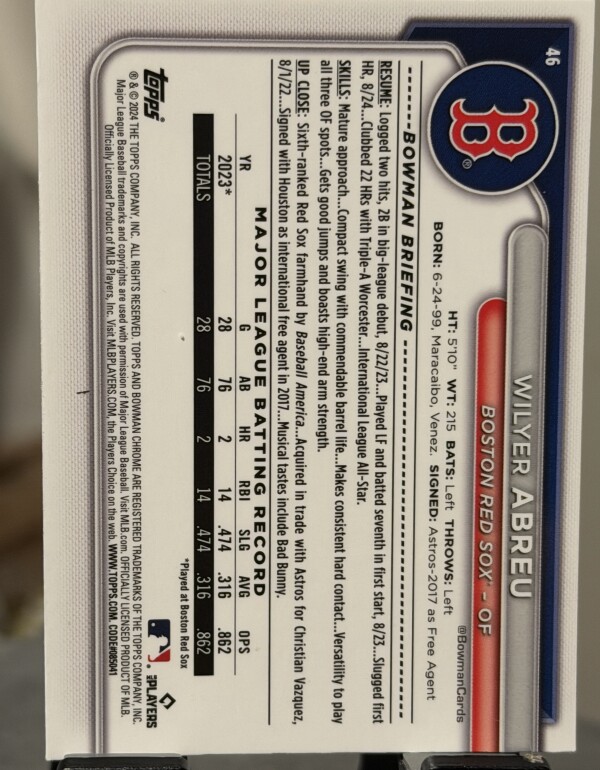 46
WILYER ABREU
BOSTON RED SOX® – OF
@BowmanCards
HT: 5'10" WT: 215 BATS: Left THROWS: Left
BORN: 6-24-99, Maracaibo, Venez. SIGNED: Astros-2017 as Free Agent
B®
BOWMAN BRIEFING
RESUME: Logged two hits, 2B in big-league debut, 8/22/23...Played LF and batted seventh in first start, 8/23...Slugged first
HR, 8/24...Clubbed 22 HRs with Triple-A Worcester...International League All-Star.
SKILLS: Mature approach...Compact swing with commendable barrel life...Makes consistent hard contact...Versatility to play
all three OF spots...Gets good jumps and boasts high-end arm strength.
UP CLOSE: Sixth-ranked Red Sox farmhand by Baseball America...Acquired in trade with Astros for Christian Vazquez,
8/1/22...Signed with Houston as international free agent in 2017...Musical tastes include Bad Bunny.
MAJOR LEAGUE BATTING RECORD
YR G AB HR RBI SLG AVG OPS
2023* 28 76 2 14 .474 .316 .862
TOTALS 28 76 2 14 .474 .316 .862
*Played at Boston Red Sox
topps®
PLAYERS
® & © 2024 THE TOPPS COMPANY, INC. ALL RIGHTS RESERVED. TOPPS AND BOWMAN CHROME ARE REGISTERED TRADEMARKS OF THE TOPPS COMPANY, INC.
Major League Baseball trademarks and copyrights are used with permission of Major League Baseball. Visit MLB.com. OFFICIALLY LICENSED PRODUCT OF MLB.
Officially Licensed Product of MLB Players, Inc. Visit MLBPLAYERS.COM, the Players Choice on the web. WWW.TOPPS.COM. CODE#085041